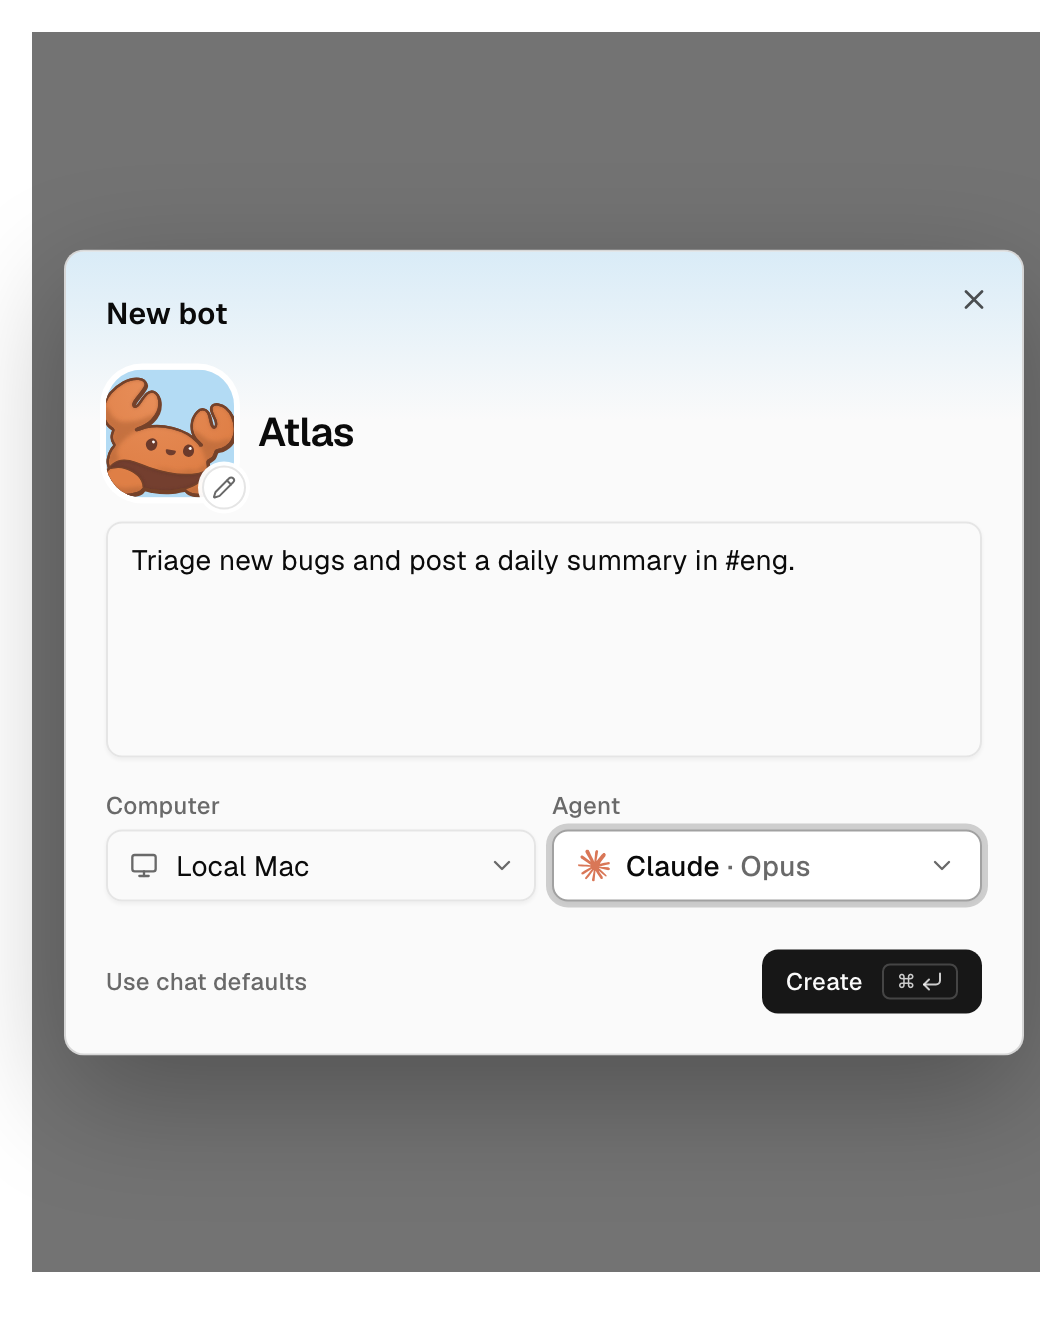 New bot
Atlas
Triage new bugs and post a daily summary in #eng.
Computer
Agent
Local Mac
Claude · Opus
Use chat defaults
Create ⌘ ↵